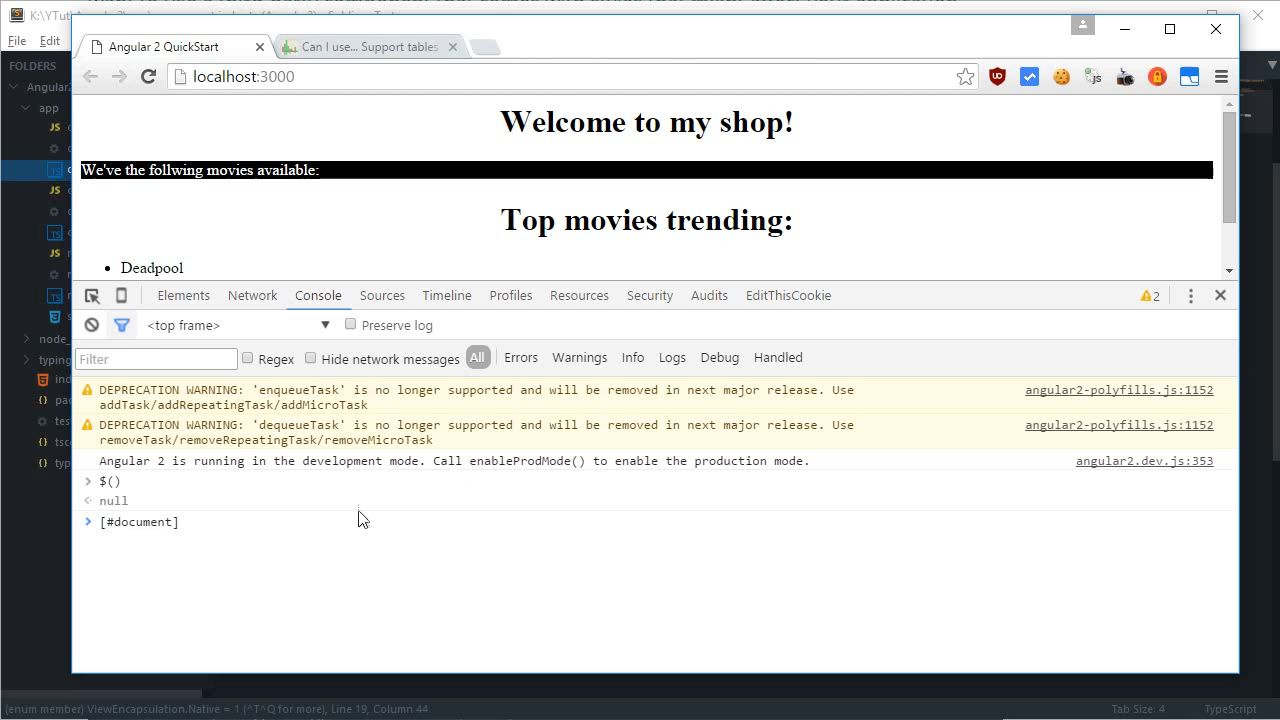 File Edit
FOLDERS
Angular2
app
node_
typing
Angular 2 QuickStart
Can I use... Support tables
localhost:3000
Welcome to my shop!
We've the follwing movies available:
Top movies trending:
Deadpool
Elements Network Console Sources Timeline Profiles Resources Security Audits EditThisCookie 2
<top frame> Preserve log
Filter Regex Hide network messages All Errors Warnings Info Logs Debug Handled
DEPRECATION WARNING: 'enqueueTask' is no longer supported and will be removed in next major release. Use angular2-polyfills.js:1152
addTask/addRepeatingTask/addMicroTask
DEPRECATION WARNING: 'dequeueTask' is no longer supported and will be removed in next major release. Use angular2-polyfills.js:1152
removeTask/removeRepeatingTask/removeMicroTask
Angular 2 is running in the development mode. Call enableProdMode() to enable the production mode. angular2.dev.js:353
$()
null
[#document]
(enum member) ViewEncapsulation.Native = 1 (^T^Q for more), Line 19, Column 44 Tab Size: 4 TypeScript